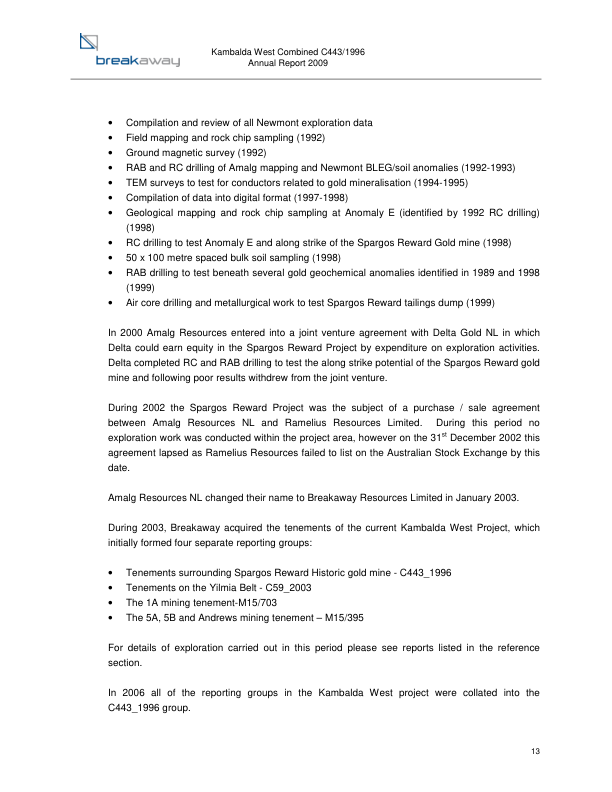 breakaway
Kambalda West Combined C443/1996
Annual Report 2009
• Compilation and review of all Newmont exploration data
• Field mapping and rock chip sampling (1992)
• Ground magnetic survey (1992)
• RAB and RC drilling of Amalg mapping and Newmont BLEG/soil anomalies (1992-1993)
• TEM surveys to test for conductors related to gold mineralisation (1994-1995)
• Compilation of data into digital format (1997-1998)
• Geological mapping and rock chip sampling at Anomaly E (identified by 1992 RC drilling)
(1998)
• RC drilling to test Anomaly E and along strike of the Spargos Reward Gold mine (1998)
• 50 x 100 metre spaced bulk soil sampling (1998)
• RAB drilling to test beneath several gold geochemical anomalies identified in 1989 and 1998
(1999)
• Air core drilling and metallurgical work to test Spargos Reward tailings dump (1999)
In 2000 Amalg Resources entered into a joint venture agreement with Delta Gold NL in which
Delta could earn equity in the Spargos Reward Project by expenditure on exploration activities.
Delta completed RC and RAB drilling to test the along strike potential of the Spargos Reward gold
mine and following poor results withdrew from the joint venture.
During 2002 the Spargos Reward Project was the subject of a purchase / sale agreement
between Amalg Resources NL and Ramelius Resources Limited. During this period no
exploration work was conducted within the project area, however on the 31st December 2002 this
agreement lapsed as Ramelius Resources failed to list on the Australian Stock Exchange by this
date.
Amalg Resources NL changed their name to Breakaway Resources Limited in January 2003.
During 2003, Breakaway acquired the tenements of the current Kambalda West Project, which
initially formed four separate reporting groups:
• Tenements surrounding Spargos Reward Historic gold mine - C443_1996
• Tenements on the Yilmia Belt - C59_2003
• The 1A mining tenement-M15/703
• The 5A, 5B and Andrews mining tenement – M15/395
For details of exploration carried out in this period please see reports listed in the reference
section.
In 2006 all of the reporting groups in the Kambalda West project were collated into the
C443_1996 group.
13